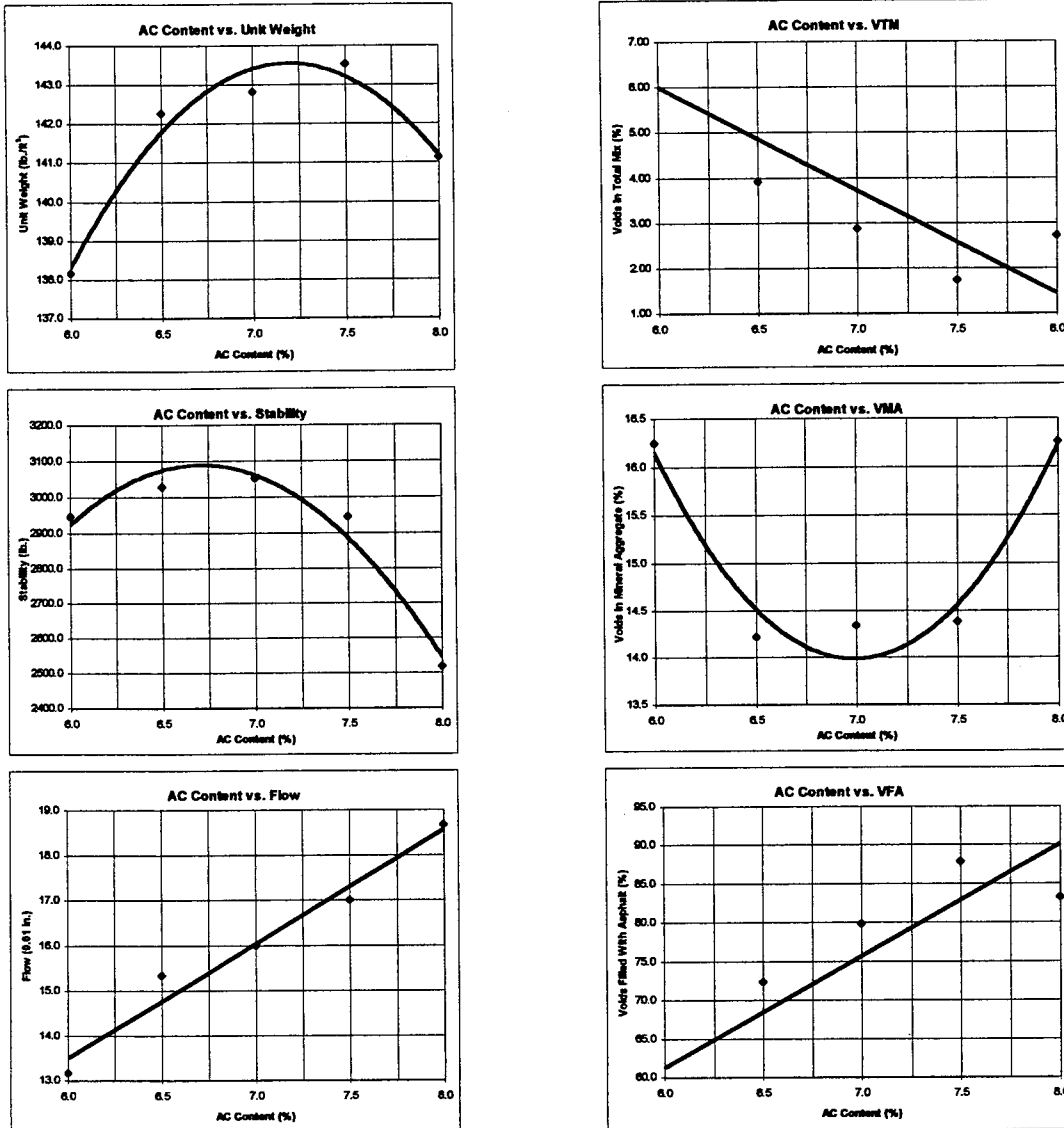 AC Content vs. Unit Weight
Unit Weight (lb./ft³)
144.0
143.0
142.0
141.0
140.0
139.0
138.0
137.0
6.0 6.5 7.0 7.5 8.0
AC Content (%)
AC Content vs. VTM
Voids in Total Mix (%)
7.00
6.00
5.00
4.00
3.00
2.00
1.00
6.0 6.5 7.0 7.5 8.0
AC Content (%)
AC Content vs. Stability
Stability (lb.)
3200.0
3100.0
3000.0
2900.0
2800.0
2700.0
2600.0
2500.0
2400.0
6.0 6.5 7.0 7.5 8.0
AC Content (%)
AC Content vs. VMA
Voids in Mineral Aggregate (%)
16.5
16.0
15.5
15.0
14.5
14.0
13.5
6.0 6.5 7.0 7.5 8.0
AC Content (%)
AC Content vs. Flow
Flow (0.01 in.)
19.0
18.0
17.0
16.0
15.0
14.0
13.0
6.0 6.5 7.0 7.5 8.0
AC Content (%)
AC Content vs. VFA
Voids Filled With Asphalt (%)
95.0
90.0
85.0
80.0
75.0
70.0
65.0
60.0
6.0 6.5 7.0 7.5 8.0
AC Content (%)